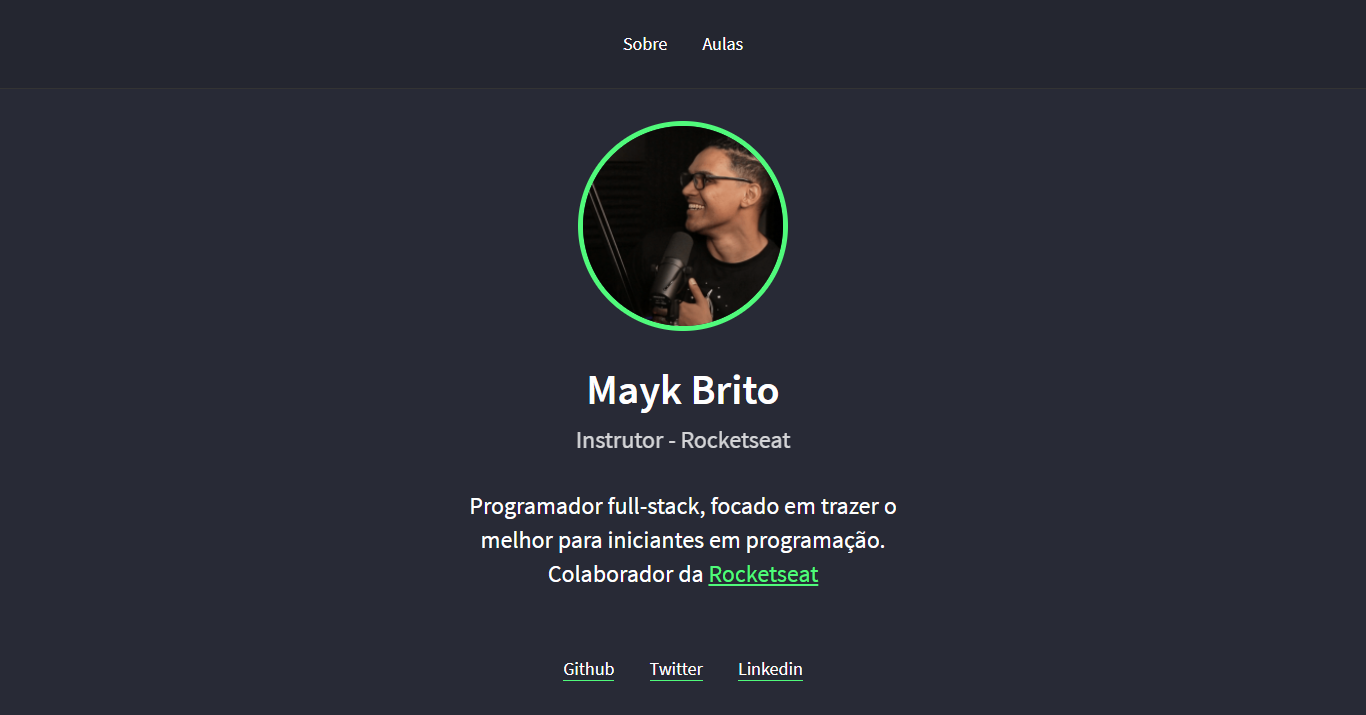 Sobre Aulas
Mayk Brito
Instrutor - Rocketseat
Programador full-stack, focado em trazer o
melhor para iniciantes em programação.
Colaborador da Rocketseat
Github Twitter Linkedin